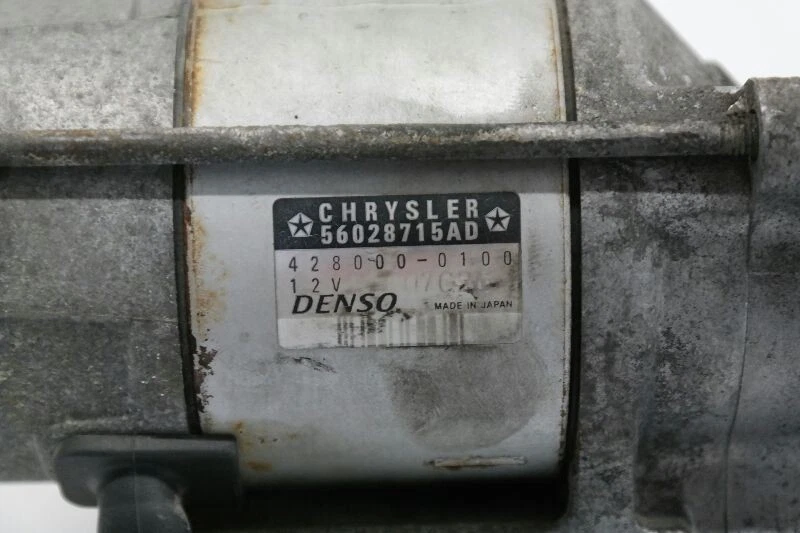 CHRYSLER
56028715AD
428000-0100
12V
DENSO MADE IN JAPAN